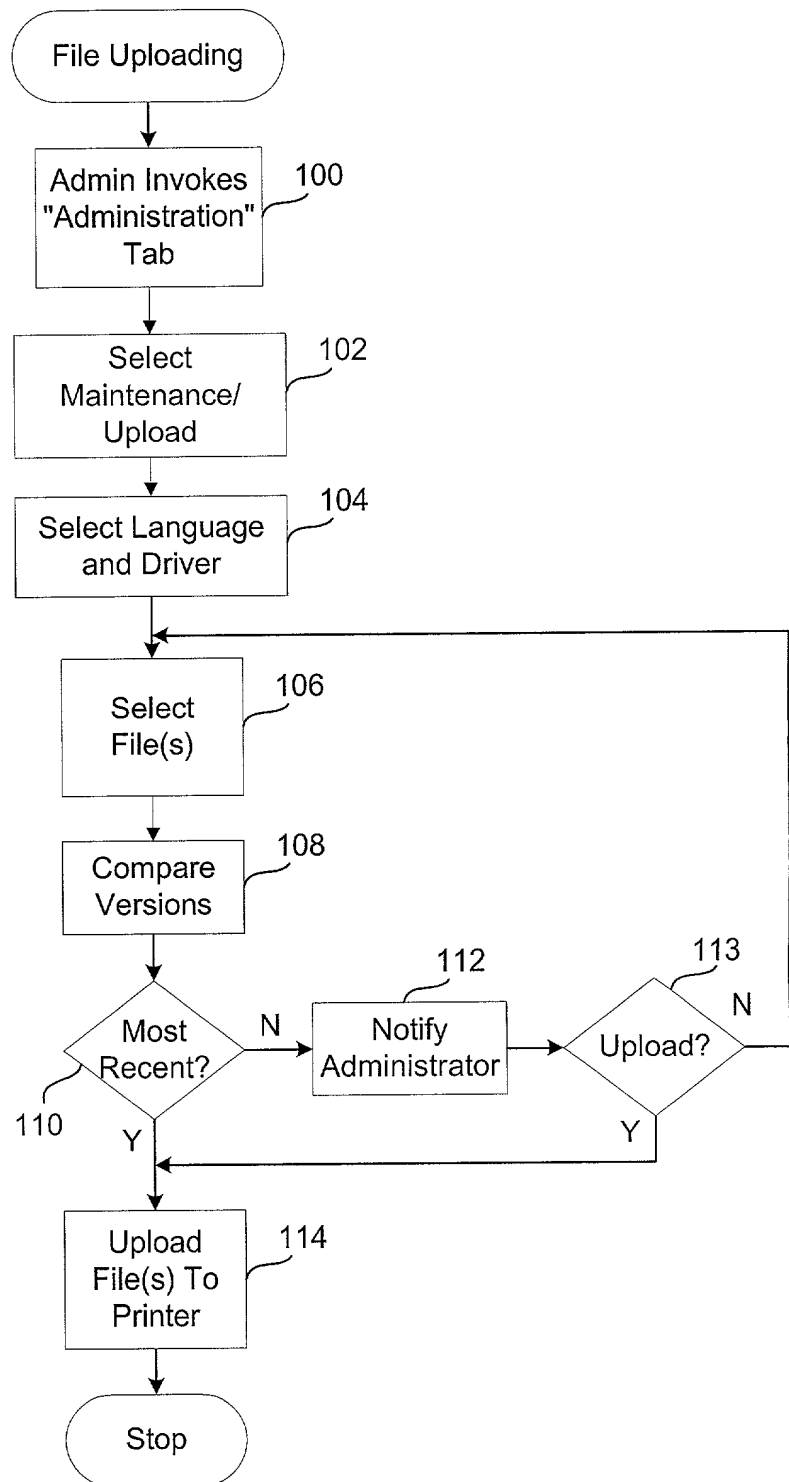 File Uploading
Admin Invokes
"Administration"
Tab
100
Select
Maintenance/
Upload
102
Select Language
and Driver
104
Select
File(s)
106
Compare
Versions
108
Most
Recent?
110
N
Y
Notify
Administrator
112
Upload?
113
N
Y
Upload
File(s) To
Printer
114
Stop